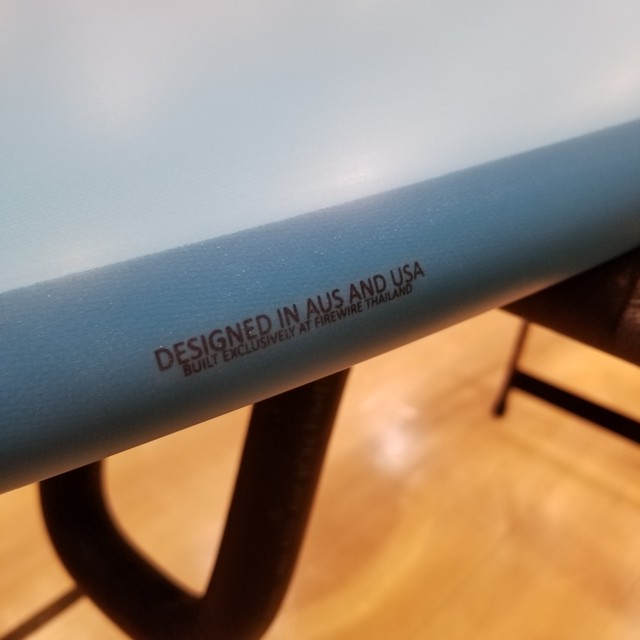 DESIGNED IN AUS AND USA
BUILT EXCLUSIVELY AT FIREWIRE THAILAND